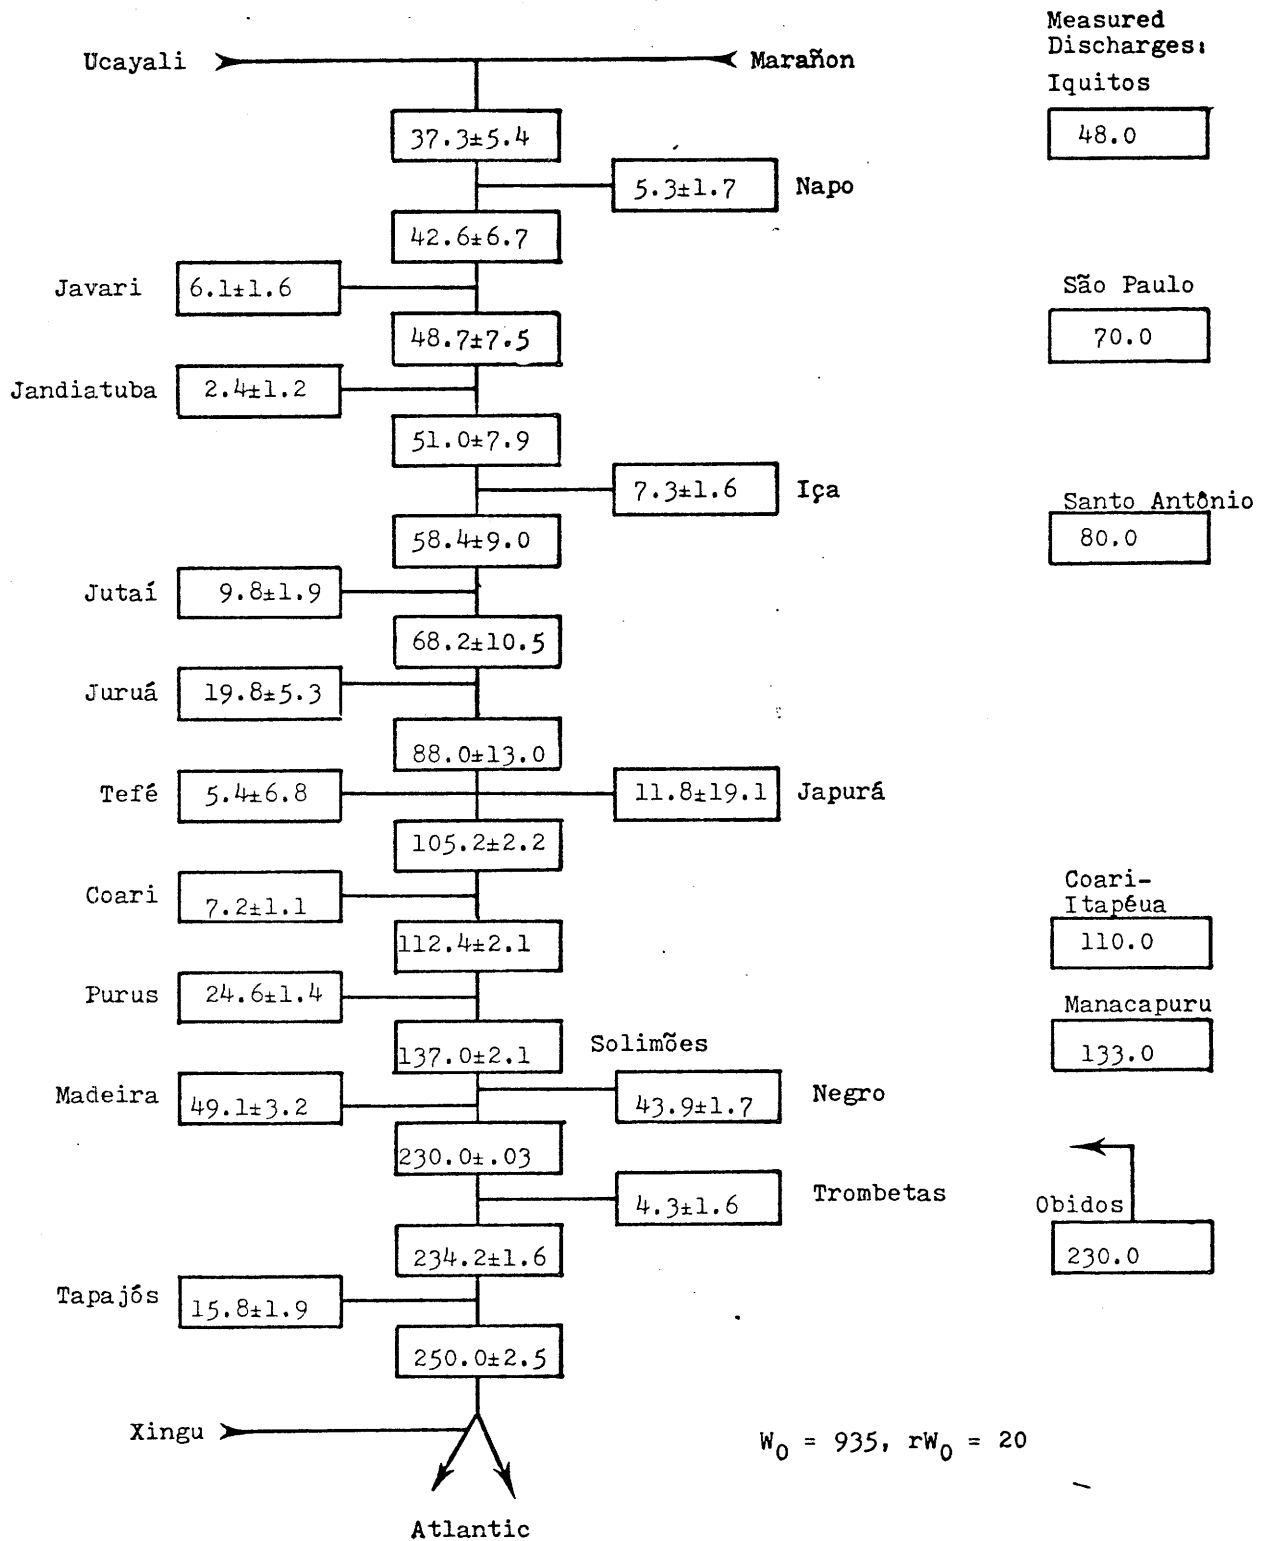 Measured
Discharges:
Ucayali
Marañon
Iquitos
37.3±5.4
48.0
5.3±1.7
Napo
42.6±6.7
Javari
6.1±1.6
São Paulo
48.7±7.5
70.0
Jandiatuba
2.4±1.2
51.0±7.9
7.3±1.6
Iça
Santo Antônio
58.4±9.0
80.0
Jutaí
9.8±1.9
68.2±10.5
Juruá
19.8±5.3
88.0±13.0
Tefé
5.4±6.8
11.8±19.1
Japurá
105.2±2.2
Coari
7.2±1.1
Coari-
Itapéua
112.4±2.1
110.0
Purus
24.6±1.4
Manacapuru
137.0±2.1
Solimões
133.0
Madeira
49.1±3.2
43.9±1.7
Negro
230.0±.03
4.3±1.6
Trombetas
Obidos
234.2±1.6
230.0
Tapajós
15.8±1.9
250.0±2.5
Xingu
W0 = 935, rW0 = 20
Atlantic